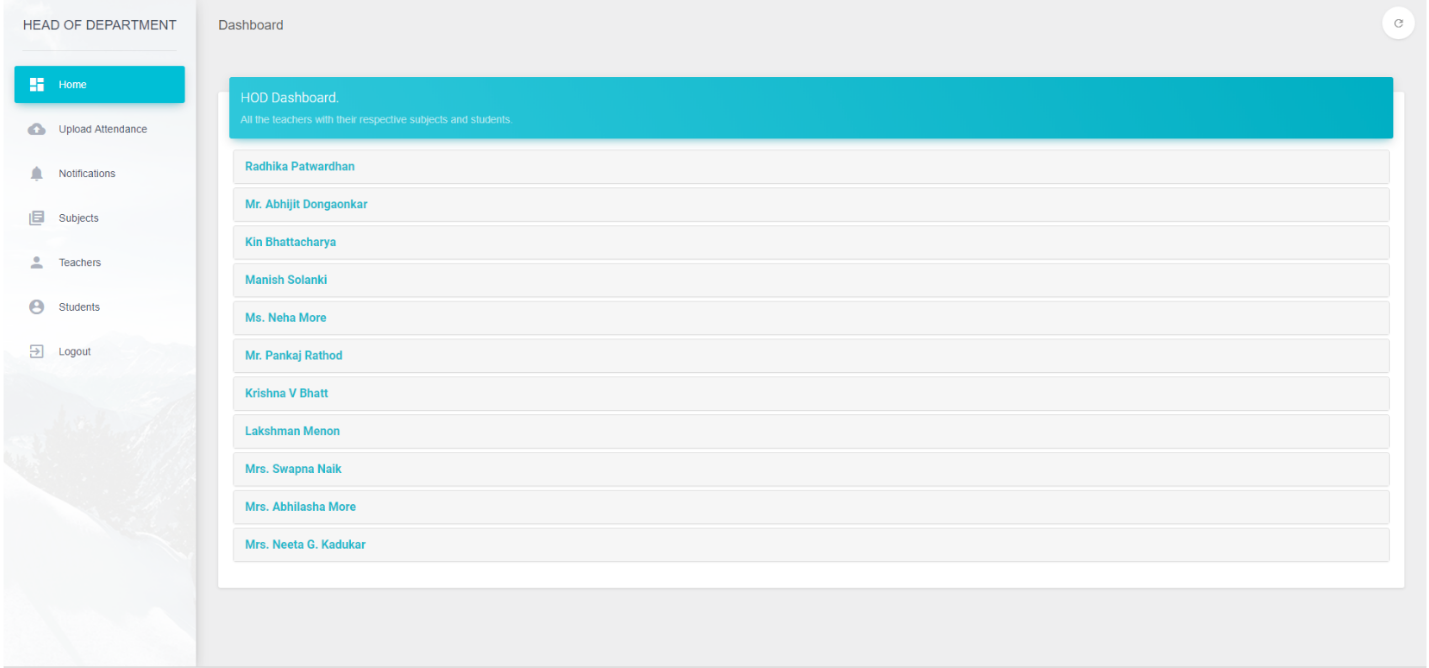 HEAD OF DEPARTMENT
Home
Upload Attendance
Notifications
Subjects
Teachers
Students
Logout
Dashboard
HOD Dashboard.
All the teachers with their respective subjects and students.
Radhika Patwardhan
Mr. Abhijit Dongaonkar
Kin Bhattacharya
Manish Solanki
Ms. Neha More
Mr. Pankaj Rathod
Krishna V Bhatt
Lakshman Menon
Mrs. Swapna Naik
Mrs. Abhilasha More
Mrs. Neeta G. Kadukar